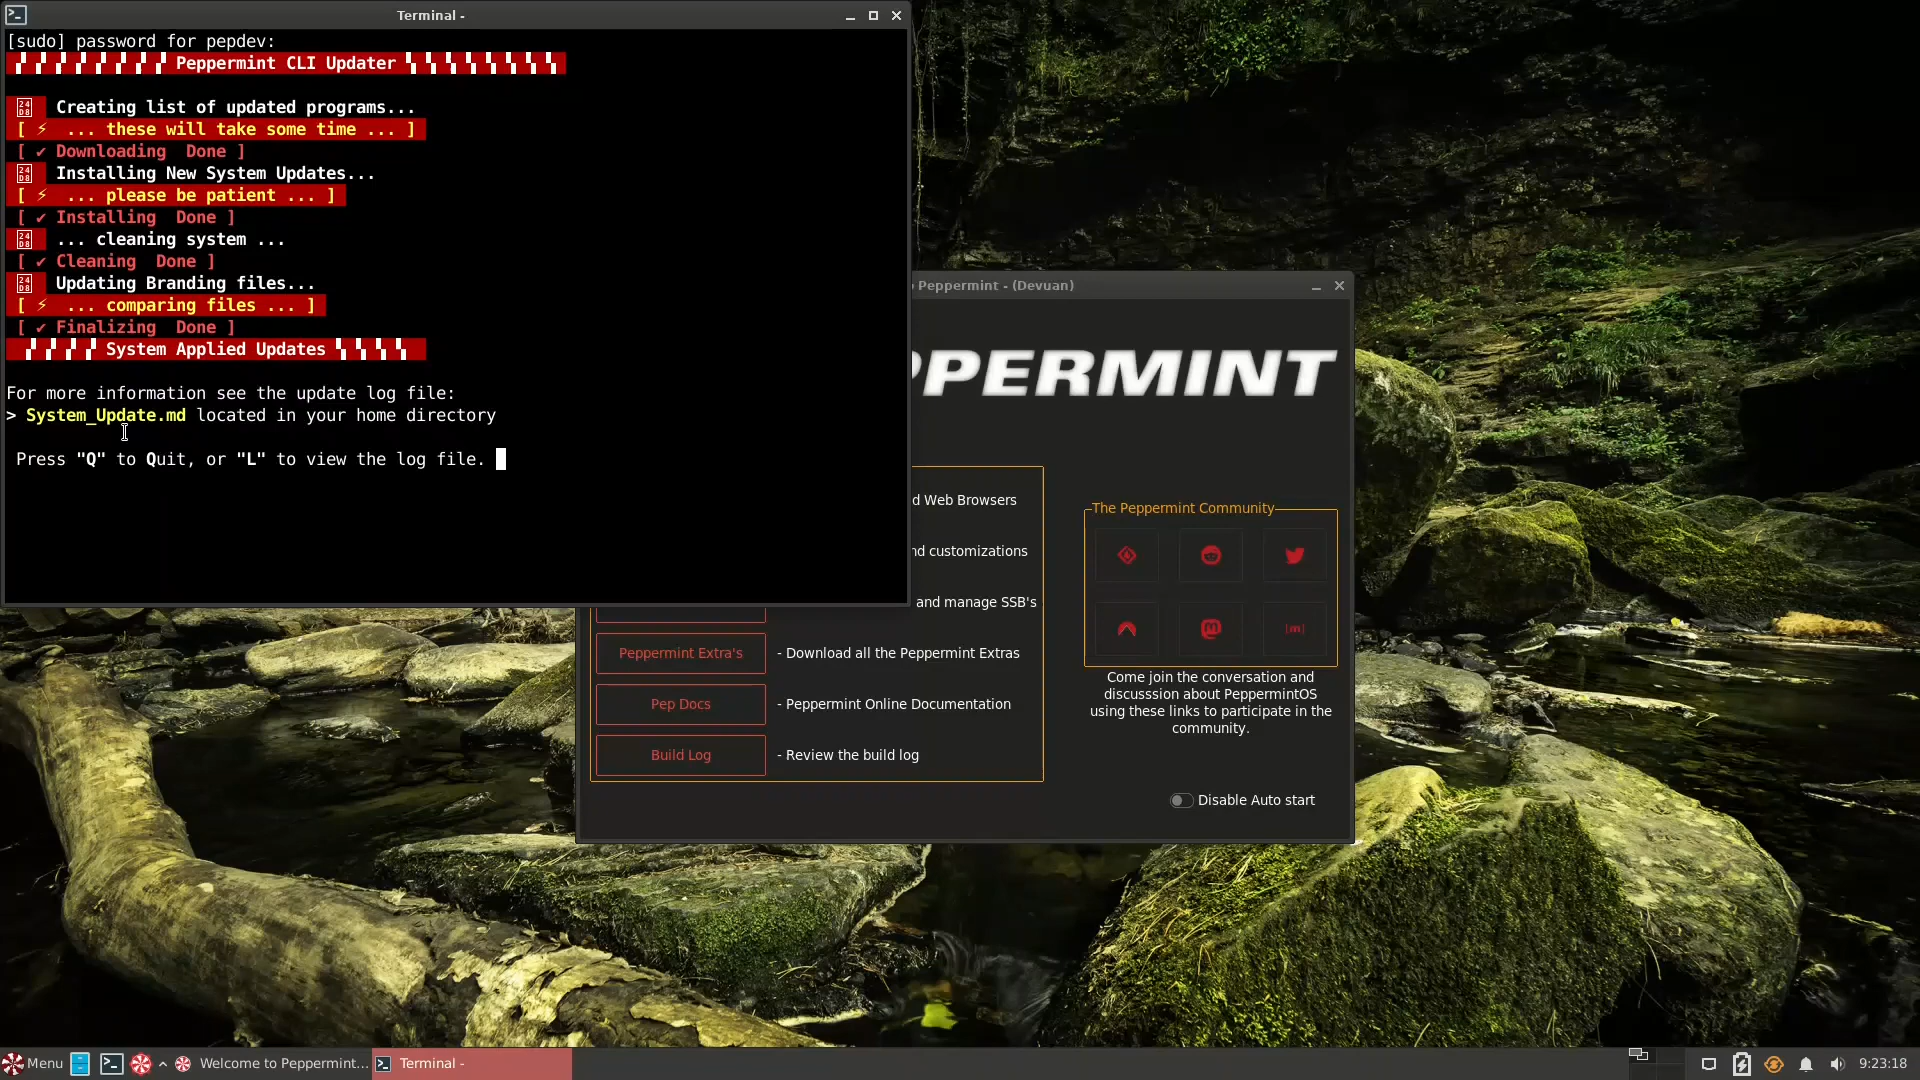 Terminal -
[sudo] password for pepdev:
Peppermint CLI Updater
Creating list of updated programs...
[ ⚡ ... these will take some time ... ]
[ ✔ Downloading Done ]
Installing New System Updates...
[ ⚡ ... please be patient ... ]
[ ✔ Installing Done ]
... cleaning system ...
[ ✔ Cleaning Done ]
Updating Branding files...
[ ⚡ ... comparing files ... ]
[ ✔ Finalizing Done ]
System Applied Updates
For more information see the update log file:
> System_Update.md located in your home directory
Press "Q" to Quit, or "L" to view the log file.
Peppermint - (Devuan)
PPERMINT
Web Browsers
customizations
and manage SSB's
Peppermint Extra's - Download all the Peppermint Extras
Pep Docs - Peppermint Online Documentation
Build Log - Review the build log
The Peppermint Community
[m]
Come join the conversation and
discusssion about PeppermintOS
using these links to participate in the
community.
Disable Auto start
Menu
Welcome to Peppermint...
Terminal -
9:23:18